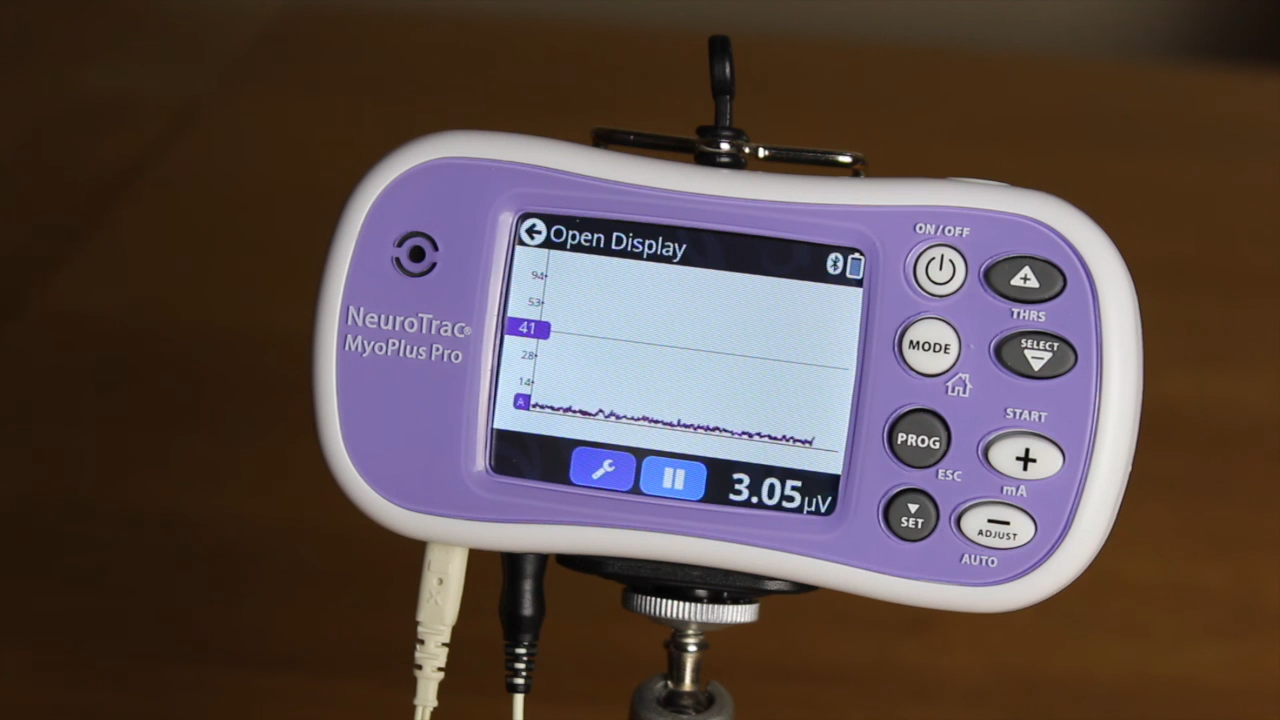 Open Display
94
53
41
28
14
A
3.05µV
NeuroTrac®
MyoPlus Pro
ON/OFF
THRS
MODE
SELECT
START
PROG
ESC
mA
SET
ADJUST
AUTO